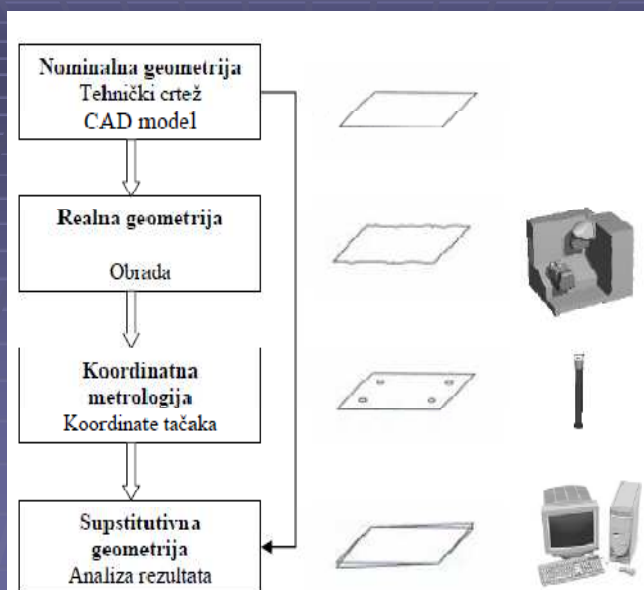 Nominalna geometrija
Tehnički crtež
CAD model
Realna geometrija
Obrada
Koordinatna
metrologija
Koordinate tačaka
Supstitutivna
geometrija
Analiza rezultata